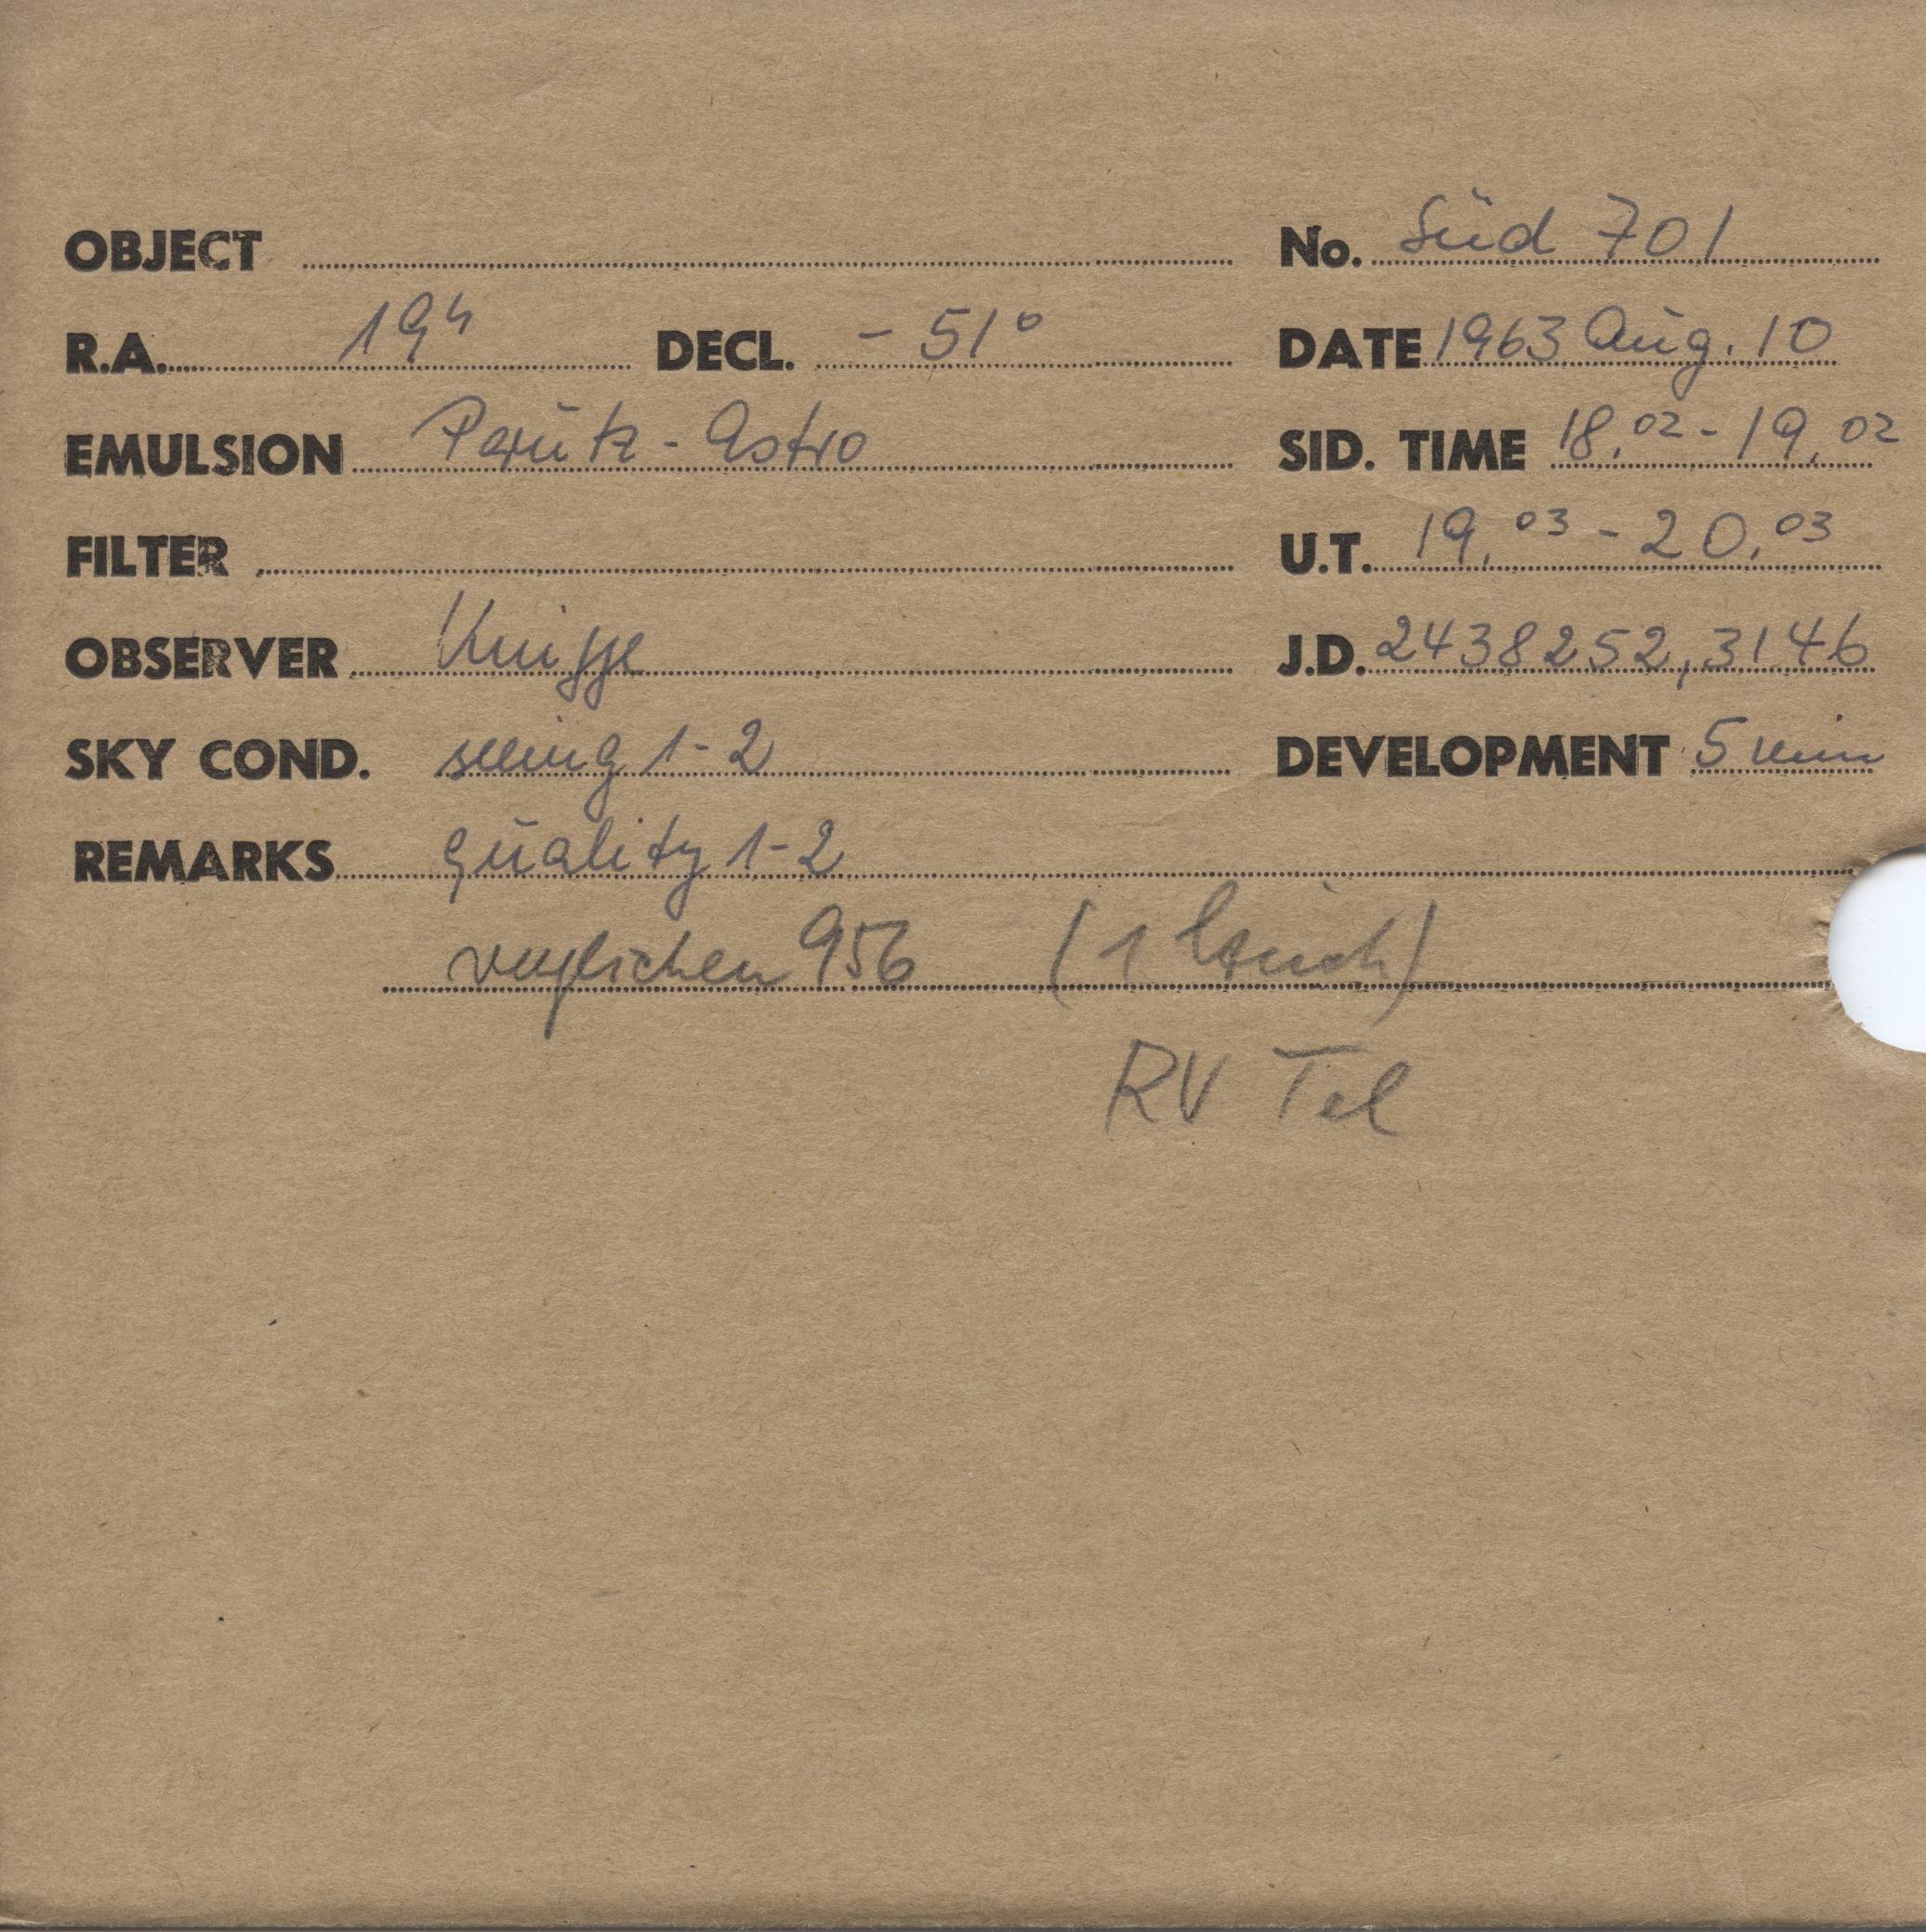 OBJECT No. Süd 701
R.A. 19h DECL. - 51° DATE 1963 Aug. 10
EMULSION Perutz - Astro SID. TIME 18.02 - 19.02
FILTER U.T. 19.03 - 20.03
OBSERVER Knigge J.D. 2438252,3146
SKY COND. seeing 1-2 DEVELOPMENT 5 min
REMARKS quality 1-2
verglichen 956 (1
RV Tel